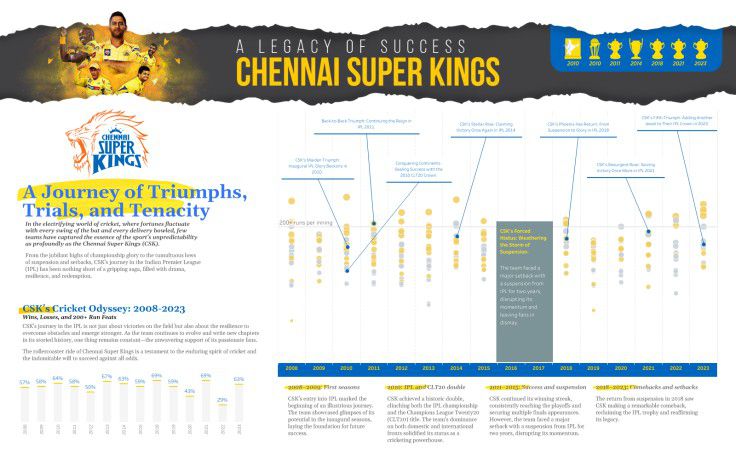 A LEGACY OF SUCCESS
CHENNAI SUPER KINGS
2010 2010 2011 2014 2018 2021 2023
CHENNAI
SUPER
KINGS
A Journey of Triumphs,
Trials, and Tenacity
In the electrifying world of cricket, where fortunes fluctuate
with every swing of the bat and every delivery bowled, few
teams have captured the essence of the sport's unpredictability
as profoundly as the Chennai Super Kings (CSK).
From the jubilant highs of championship glory to the tumultuous lows
of suspension and setbacks, CSK's journey in the Indian Premier League
(IPL) has been nothing short of a gripping saga, filled with drama,
resilience, and redemption.
CSK's Cricket Odyssey: 2008-2023
Wins, Losses, and 200+ Run Feats
CSK's journey in the IPL is not just about victories on the field but also about the resilience to
overcome obstacles and emerge stronger. As the team continues to evolve and write new chapters
in its storied history, one thing remains constant—the unwavering support of its passionate fans.
The rollercoaster ride of Chennai Super Kings is a testament to the enduring spirit of cricket and
the indomitable will to succeed against all odds.
57% 58% 64% 58% 50% 67% 63% 59% 69% 59% 43% 69% 29% 63%
Back-to-Back Triumph: Continuing the Reign in
IPL 2011
CSK's Maiden Triumph:
Inaugural IPL Glory Beckons in
2010
Conquering Continents:
Sealing Success with the
2010 CLT20 Crown
CSK's Stellar Rise: Claiming
Victory Once Again in IPL 2014
CSK's Phoenix-like Return: From
Suspension to Glory in IPL 2018
CSK's Resurgent Roar: Seizing
Victory Once More in IPL 2021
CSK's Fifth Triumph: Adding Another
Jewel to Their IPL Crown in 2023
200+ runs per inning
CSK's Forced
Hiatus: Weathering
the Storm of
Suspension:
The team faced a
major setback with
a suspension from
IPL for two years,
disrupting its
momentum and
leaving fans in
dismay.
2008 2009 2010 2011 2012 2013 2014 2015 2016 2017 2018 2019 2020 2021 2022 2023
2008–2009: First seasons
CSK's entry into IPL marked the
beginning of an illustrious journey.
The team showcased glimpses of its
potential in the inaugural seasons,
laying the foundation for future
success.
2010: IPL and CLT20 double
CSK achieved a historic double,
clinching both the IPL championship
and the Champions League Twenty20
(CLT20) title. The team's dominance
on both domestic and international
fronts solidified its status as a
cricketing powerhouse.
2011–2015: Success and suspension
CSK continued its winning streak,
consistently reaching the playoffs and
securing multiple final appearances.
However, the team faced a major
setback with a suspension from IPL for
two years, disrupting its momentum.
2018–2023: Comebacks and setbacks
The return from suspension in 2018 saw
CSK making a remarkable comeback,
reclaiming the IPL trophy and reaffirming
its legacy.